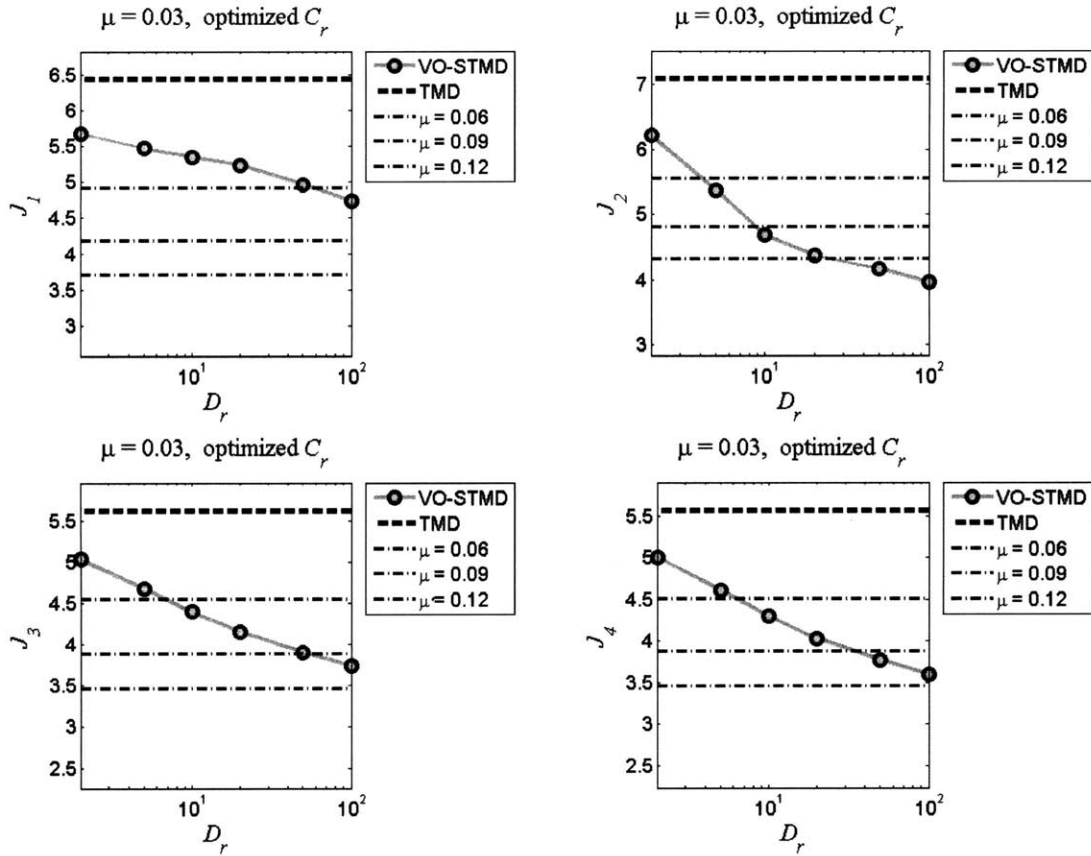 μ = 0.03, optimized C_r
J_1
6.5
6
5.5
5
4.5
4
3.5
3
10^1
10^2
D_r
VO-STMD
TMD
μ = 0.06
μ = 0.09
μ = 0.12
μ = 0.03, optimized C_r
J_2
7
6
5
4
3
10^1
10^2
D_r
VO-STMD
TMD
μ = 0.06
μ = 0.09
μ = 0.12
μ = 0.03, optimized C_r
J_3
5.5
5
4.5
4
3.5
3
2.5
10^1
10^2
D_r
VO-STMD
TMD
μ = 0.06
μ = 0.09
μ = 0.12
μ = 0.03, optimized C_r
J_4
5.5
5
4.5
4
3.5
3
2.5
10^1
10^2
D_r
VO-STMD
TMD
μ = 0.06
μ = 0.09
μ = 0.12